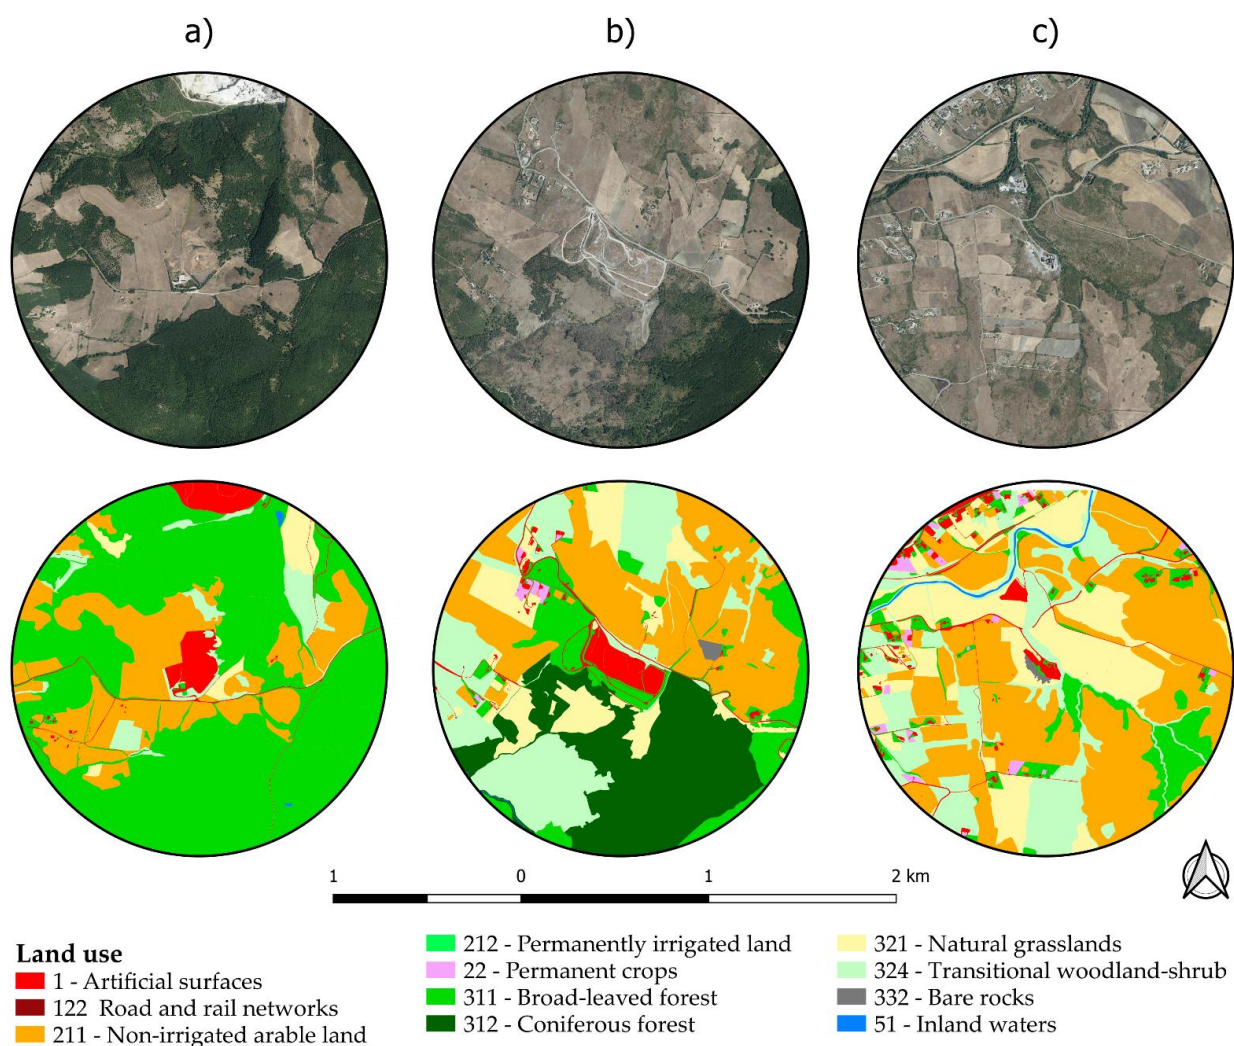 a)
b)
c)
1
0
1
2 km
Land use
1 - Artificial surfaces
122 Road and rail networks
211 - Non-irrigated arable land
212 - Permanently irrigated land
22 - Permanent crops
311 - Broad-leaved forest
312 - Coniferous forest
321 - Natural grasslands
324 - Transitional woodland-shrub
332 - Bare rocks
51 - Inland waters